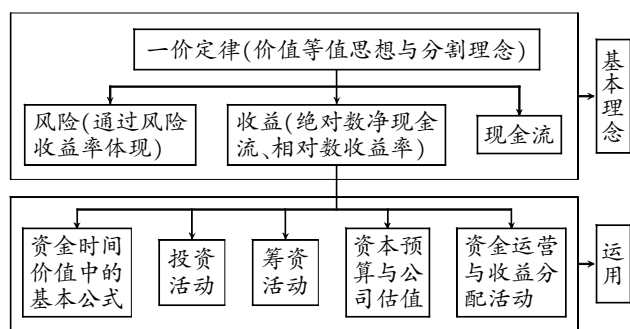 一价定律(价值等值思想与分割理念)
风险(通过风险
收益率体现)
收益(绝对数净现金
流、相对数收益率)
现金流
基
本
理
念
资金时间
价值中的
基本公式
投资
活动
筹资
活动
资本预
算与公
司估值
资金运营
与收益分
配活动
运
用